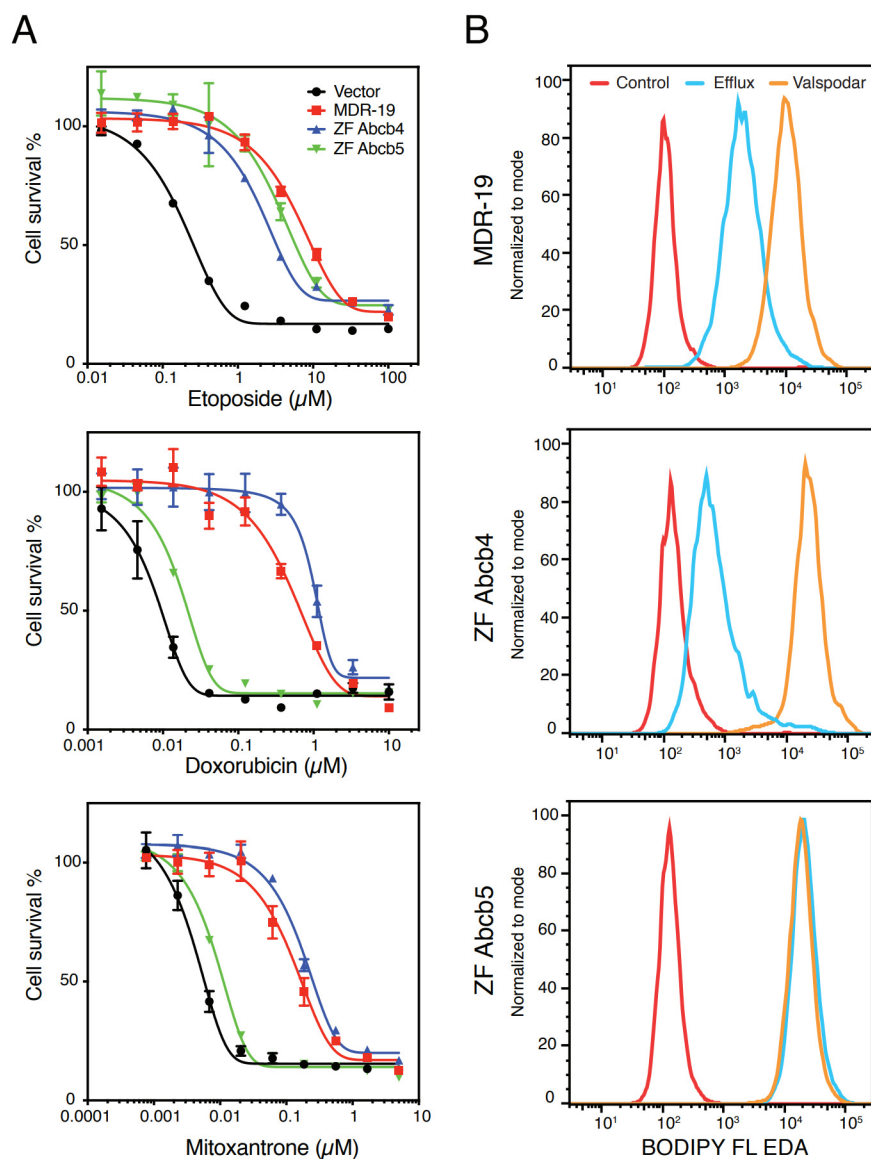 A
Cell survival %
100
50
0
0.01 0.1 1 10 100
Etoposide (µM)
Vector
MDR-19
ZF Abcb4
ZF Abcb5
Cell survival %
100
50
0
0.001 0.01 0.1 1 10
Doxorubicin (µM)
Cell survival %
100
50
0
0.0001 0.001 0.01 0.1 1 10
Mitoxantrone (µM)
B
MDR-19
Normalized to mode
100
80
60
40
20
0
Control Efflux Valspodar
10¹ 10² 10³ 10⁴ 10⁵
ZF Abcb4
Normalized to mode
100
80
60
40
20
0
10¹ 10² 10³ 10⁴ 10⁵
ZF Abcb5
Normalized to mode
100
80
60
40
20
0
10¹ 10² 10³ 10⁴ 10⁵
BODIPY FL EDA